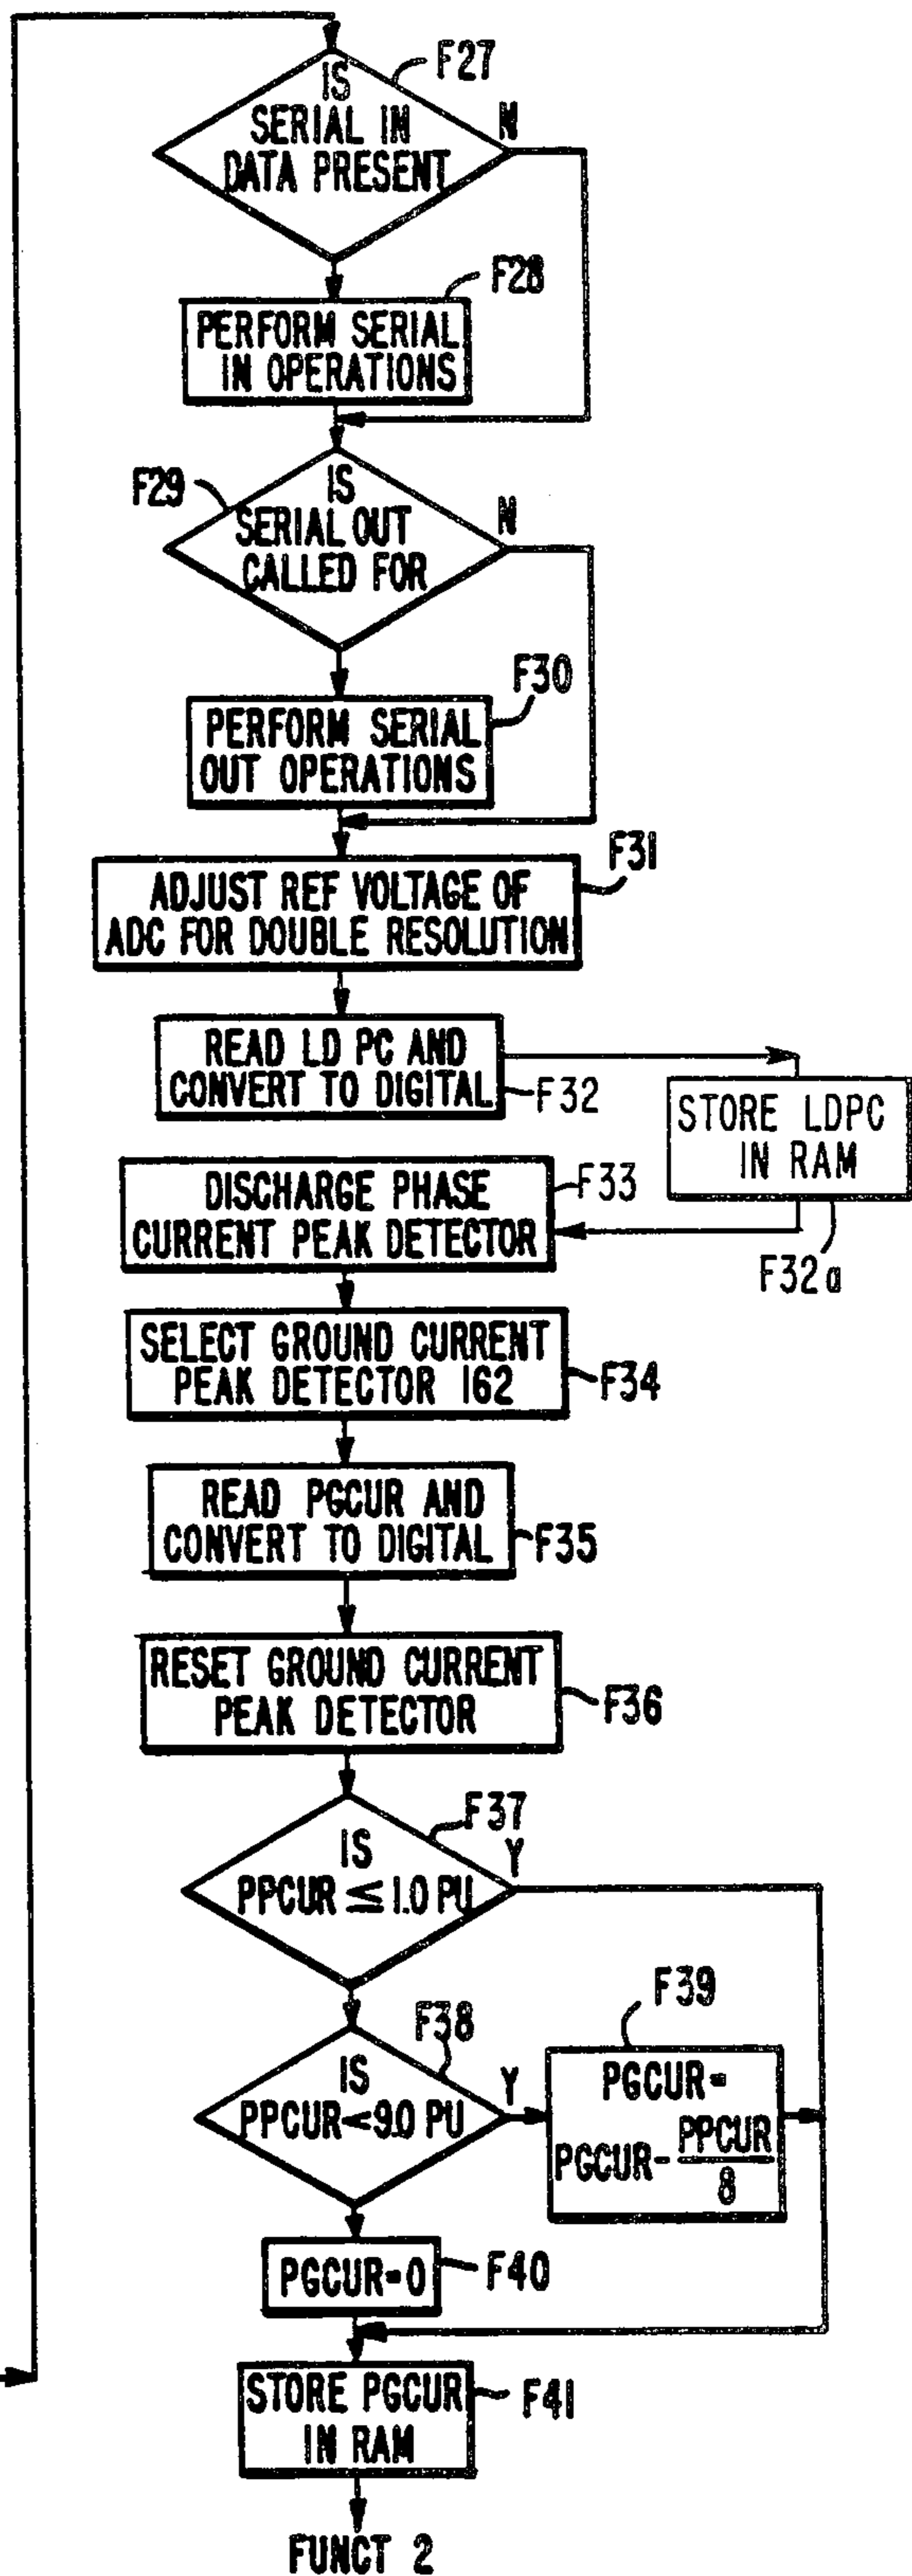 F27
IS
SERIAL IN
DATA PRESENT
N
F28
PERFORM SERIAL
IN OPERATIONS
F29
IS
SERIAL OUT
CALLED FOR
N
F30
PERFORM SERIAL
OUT OPERATIONS
F31
ADJUST REF VOLTAGE OF
ADC FOR DOUBLE RESOLUTION
READ LD PC AND
CONVERT TO DIGITAL
F32
STORE LDPC
IN RAM
F32a
DISCHARGE PHASE
CURRENT PEAK DETECTOR
F33
SELECT GROUND CURRENT
PEAK DETECTOR 162
F34
READ PGCUR AND
CONVERT TO DIGITAL
F35
RESET GROUND CURRENT
PEAK DETECTOR
F36
F37
IS
PPCUR ≦ 1.0 PU
Y
F38
IS
PPCUR<9.0 PU
Y
F39
PGCUR=
PGCUR- PPCUR
8
PGCUR=0
F40
STORE PGCUR
IN RAM
F41
FUNCT 2